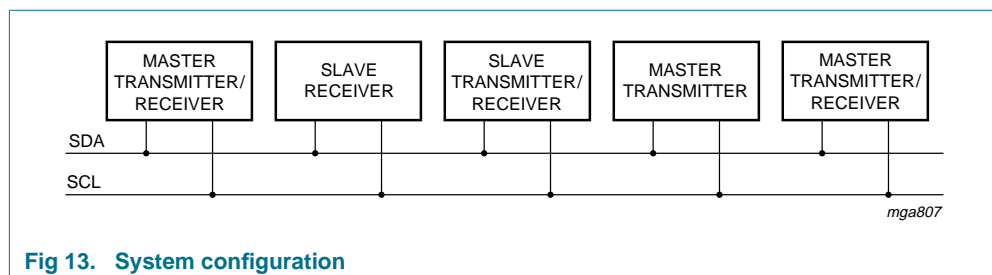 MASTER
TRANSMITTER/
RECEIVER
SLAVE
RECEIVER
SLAVE
TRANSMITTER/
RECEIVER
MASTER
TRANSMITTER
MASTER
TRANSMITTER/
RECEIVER
SDA
SCL
mga807
Fig 13. System configuration